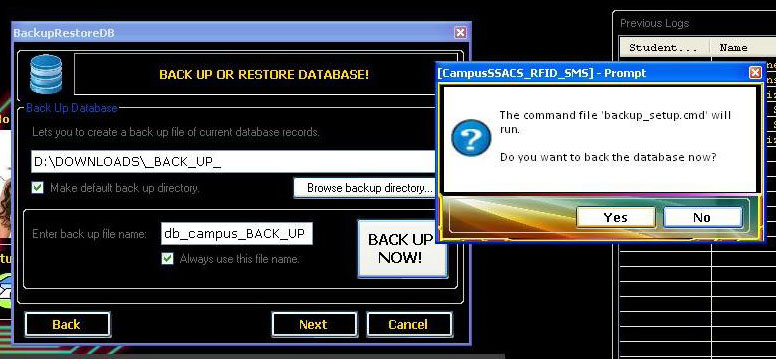 BackupRestoreDB
BACK UP OR RESTORE DATABASE!
Back Up Database
Lets you to create a back up file of current database records.
D:\DOWNLOADS\_BACK_UP_
Make default back up directory.
Browse backup directory...
Enter back up file name:
db_campus_BACK_UP
Always use this file name.
BACK UP
NOW!
Back
Next
Cancel
[CampusSSACS_RFID_SMS] - Prompt
The command file 'backup_setup.cmd' will
run.
Do you want to back the database now?
Yes
No
Previous Logs
Student...
Name